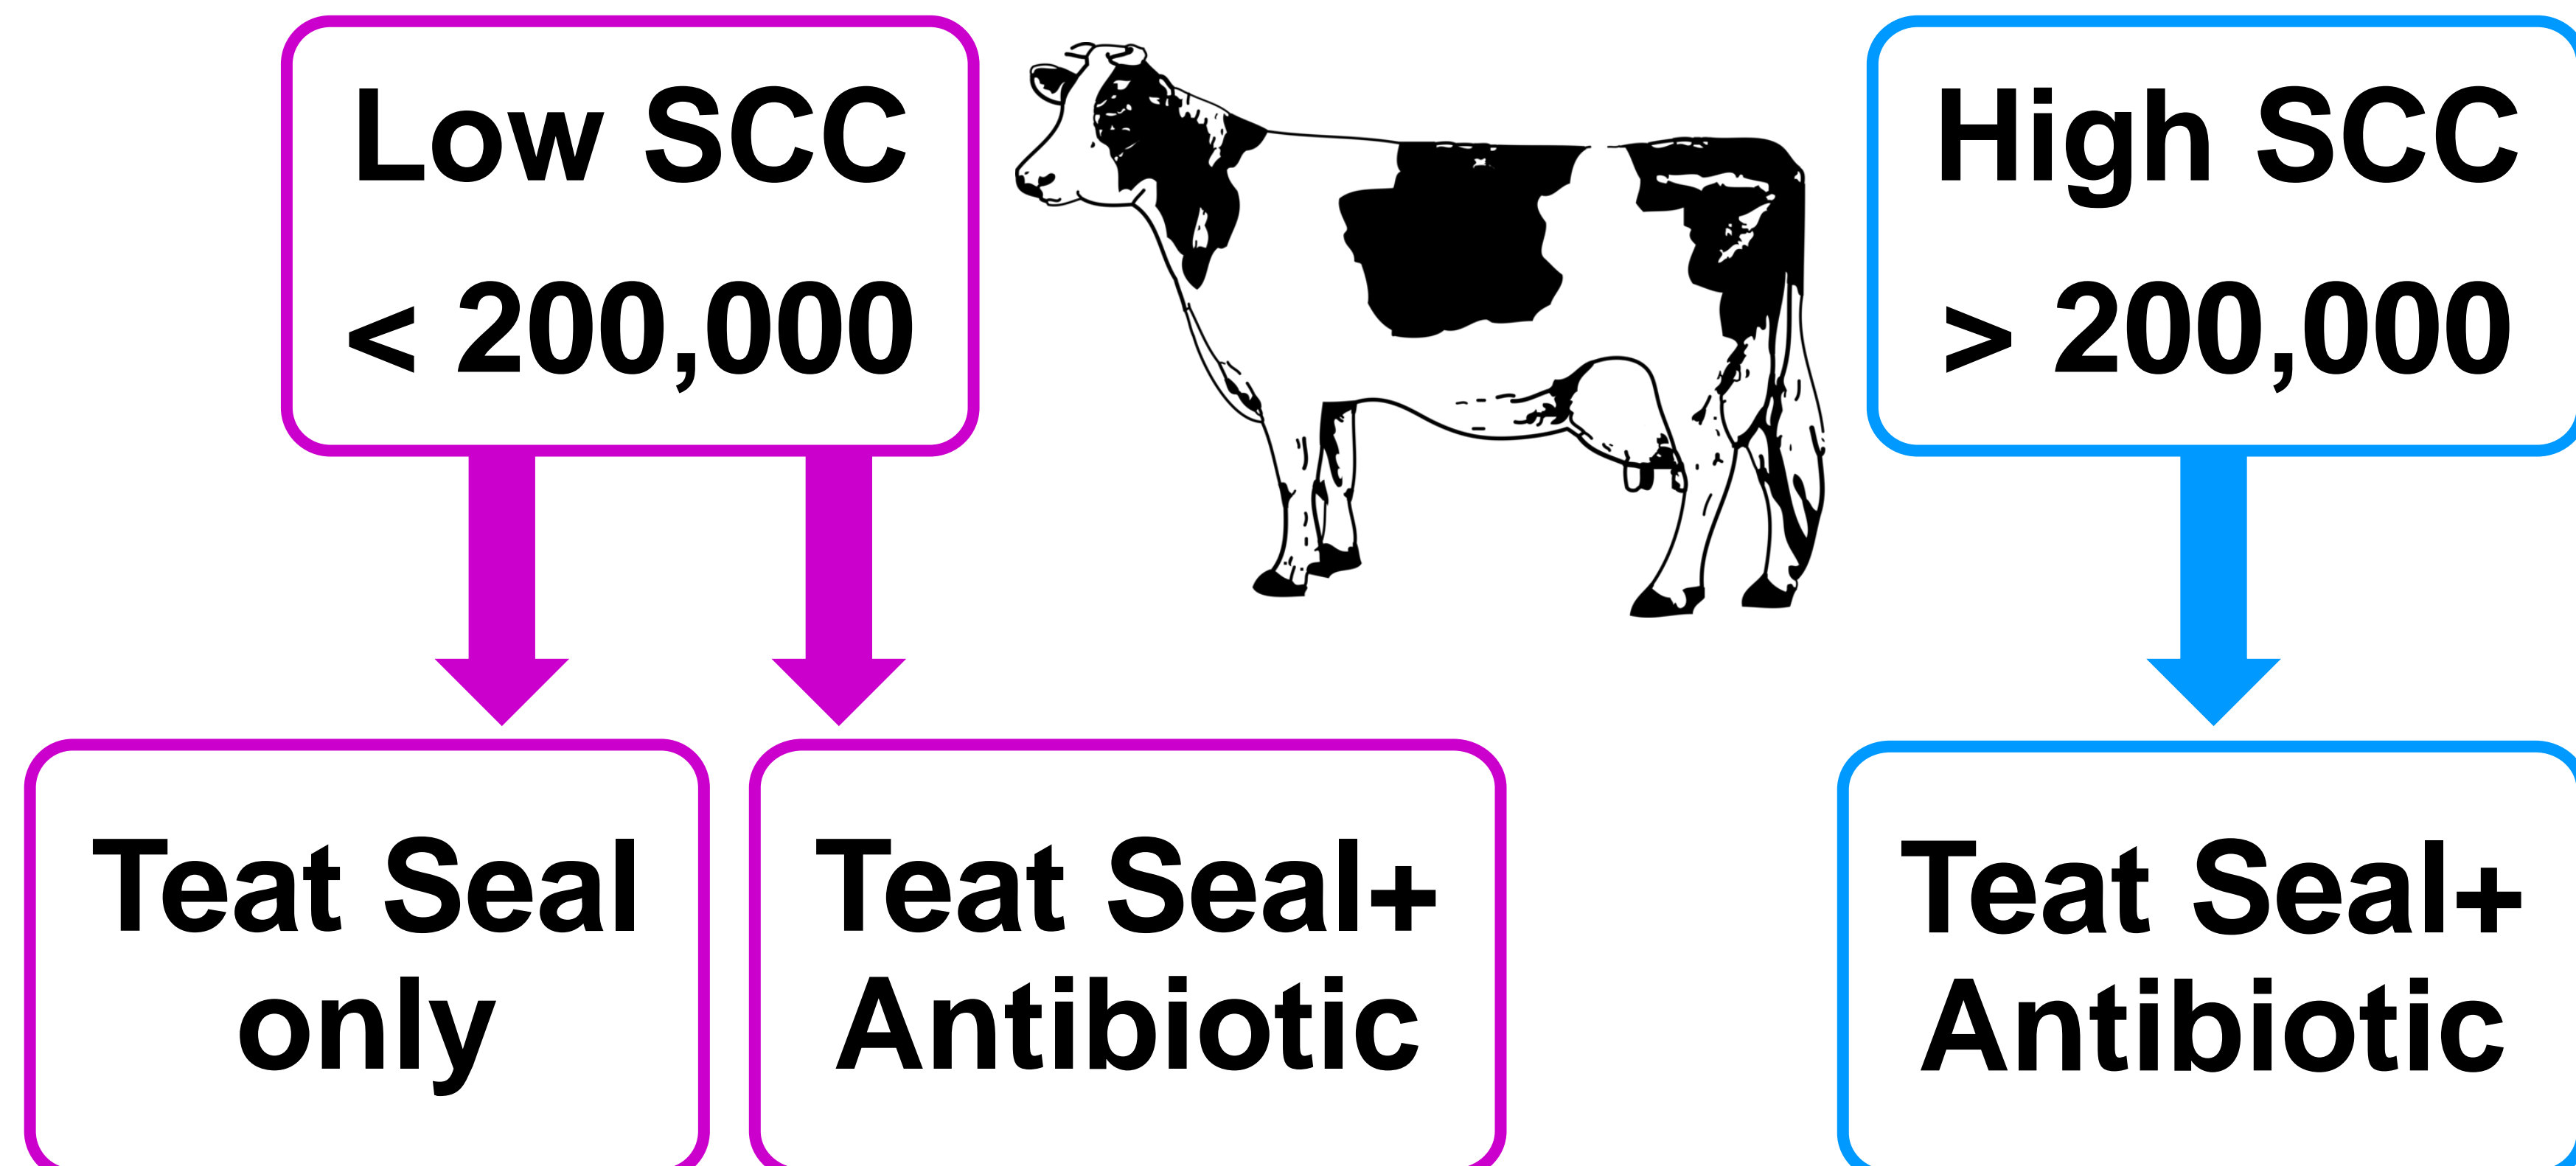 Low SCC
< 200,000
High SCC
> 200,000
Teat Seal
only
Teat Seal+
Antibiotic
Teat Seal+
Antibiotic